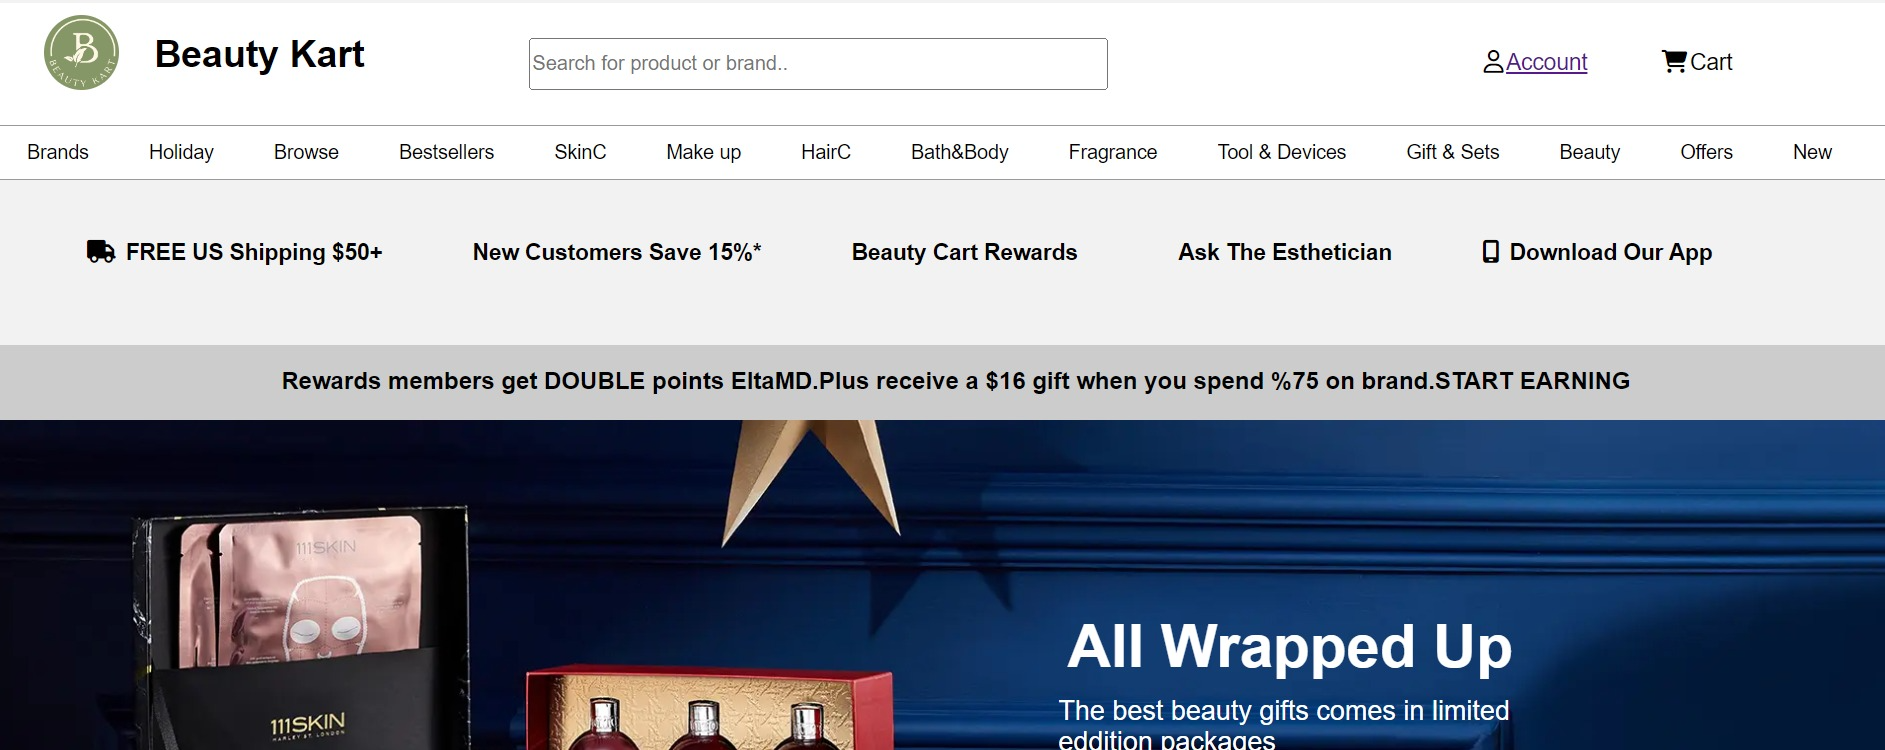 B
BEAUTY KART
Beauty Kart
Search for product or brand..
Account
Cart
Brands Holiday Browse Bestsellers SkinC Make up HairC Bath&Body Fragrance Tool & Devices Gift & Sets Beauty Offers New
FREE US Shipping $50+ New Customers Save 15%* Beauty Cart Rewards Ask The Esthetician Download Our App
Rewards members get DOUBLE points EltaMD.Plus receive a $16 gift when you spend %75 on brand.START EARNING
111SKIN
111SKIN
HARLEY ST. LONDON
All Wrapped Up
The best beauty gifts comes in limited
eddition packages